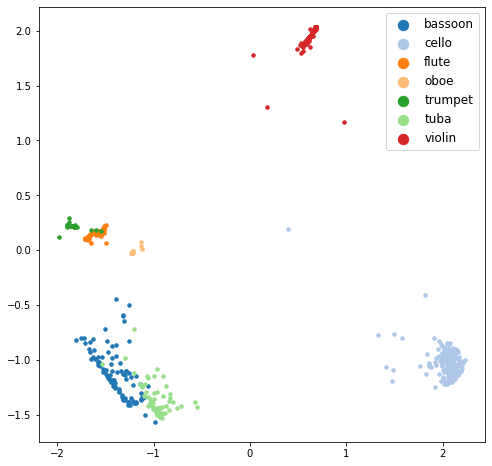 bassoon
cello
flute
oboe
trumpet
tuba
violin
2.0
1.5
1.0
0.5
0.0
−0.5
−1.0
−1.5
−2 −1 0 1 2